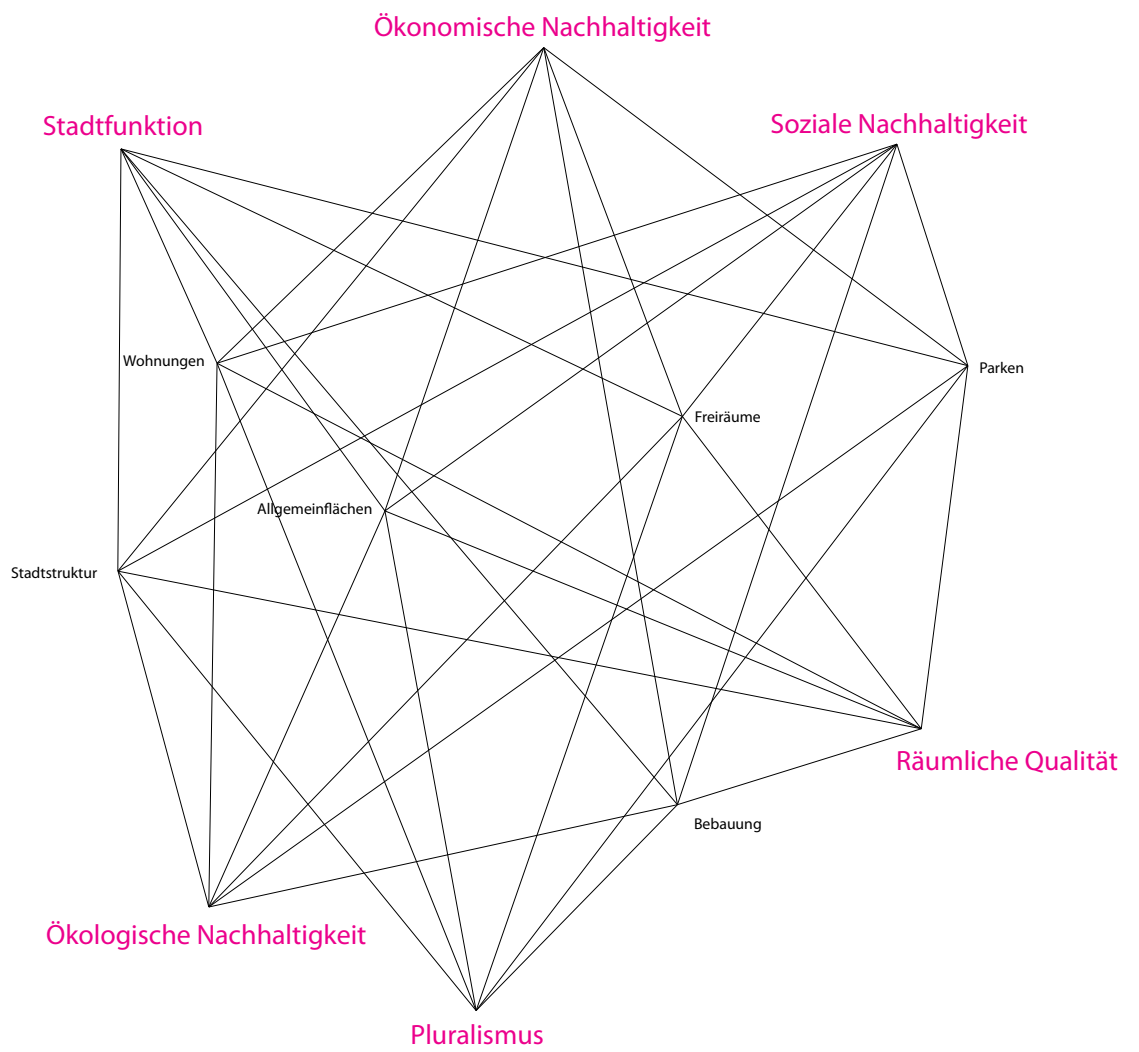 Ökonomische Nachhaltigkeit
Stadtfunktion
Soziale Nachhaltigkeit
Wohnungen
Parken
Freiräume
Allgemeinflächen
Stadtstruktur
Räumliche Qualität
Bebauung
Ökologische Nachhaltigkeit
Pluralismus